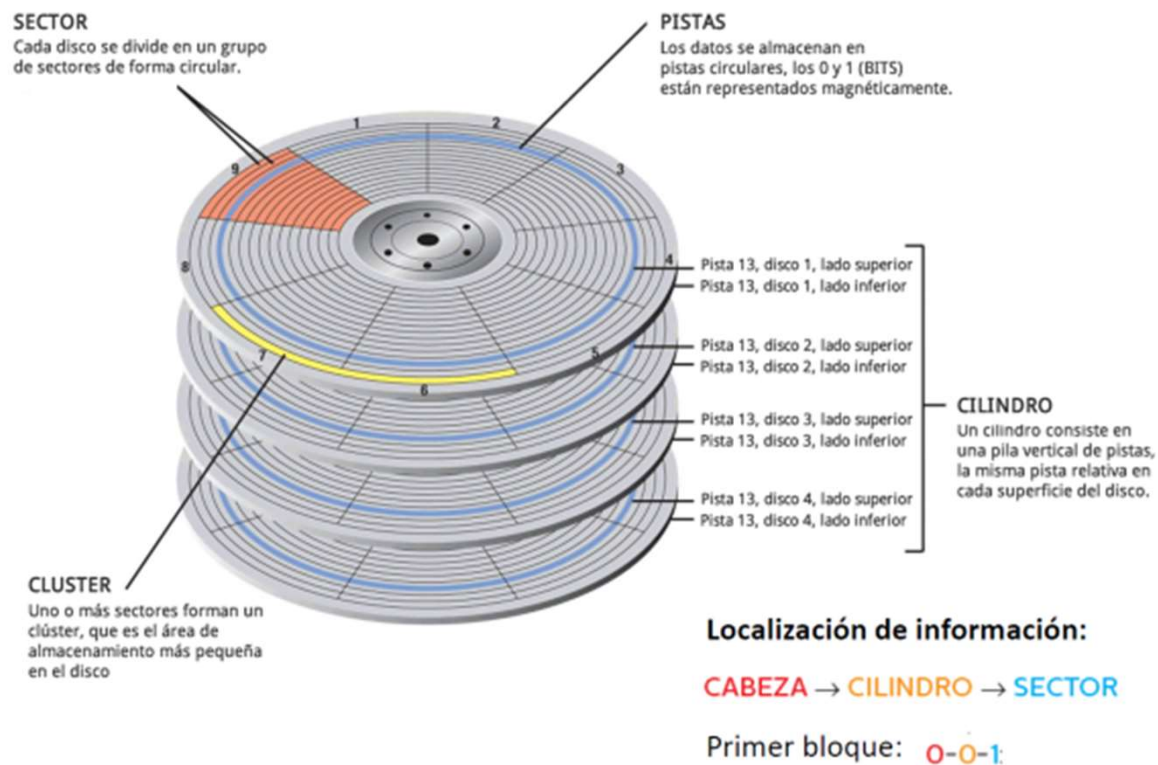 SECTOR
Cada disco se divide en un grupo
de sectores de forma circular.
PISTAS
Los datos se almacenan en
pistas circulares, los 0 y 1 (BITS)
están representados magnéticamente.
1
2
3
4
5
6
7
8
9
Pista 13, disco 1, lado superior
Pista 13, disco 1, lado inferior
Pista 13, disco 2, lado superior
Pista 13, disco 2, lado inferior
Pista 13, disco 3, lado superior
Pista 13, disco 3, lado inferior
Pista 13, disco 4, lado superior
Pista 13, disco 4, lado inferior
CILINDRO
Un cilindro consiste en
una pila vertical de pistas,
la misma pista relativa en
cada superficie del disco.
CLUSTER
Uno o más sectores forman un
clúster, que es el área de
almacenamiento más pequeña
en el disco
Localización de información:
CABEZA → CILINDRO → SECTOR
Primer bloque: 0-0-1: